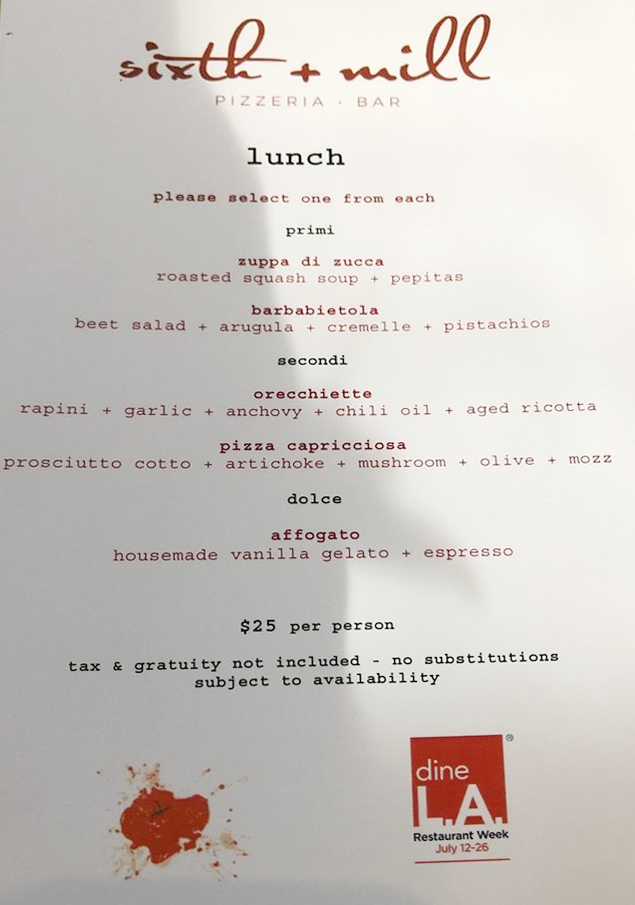 sixth + mill
PIZZERIA · BAR
lunch
please select one from each
primi
zuppa di zucca
roasted squash soup + pepitas
barbabietola
beet salad + arugula + cremelle + pistachios
secondi
orecchiette
rapini + garlic + anchovy + chili oil + aged ricotta
pizza capricciosa
prosciutto cotto + artichoke + mushroom + olive + mozz
dolce
affogato
housemade vanilla gelato + espresso
$25 per person
tax & gratuity not included - no substitutions
subject to availability
dine
L.A.
®
Restaurant Week
July 12-26